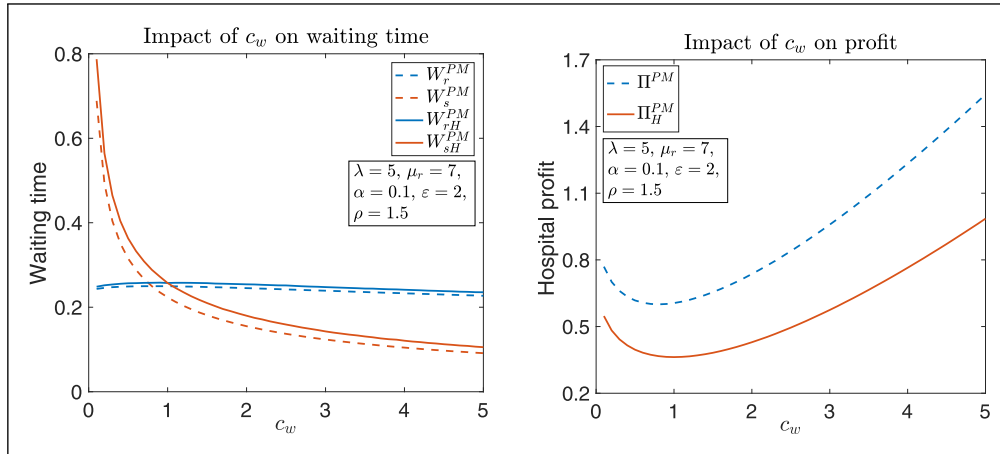 Impact of c_w on waiting time
Waiting time
0.8
0.6
0.4
0.2
0
0
1
2
3
4
5
c_w
W_r^{PM}
W_s^{PM}
W_{rH}^{PM}
W_{sH}^{PM}
λ = 5, μ_r = 7,
α = 0.1, ε = 2,
ρ = 1.5
Impact of c_w on profit
Hospital profit
1.7
1.4
1.1
0.8
0.5
0.2
0
1
2
3
4
5
c_w
Π^{PM}
Π_H^{PM}
λ = 5, μ_r = 7,
α = 0.1, ε = 2,
ρ = 1.5